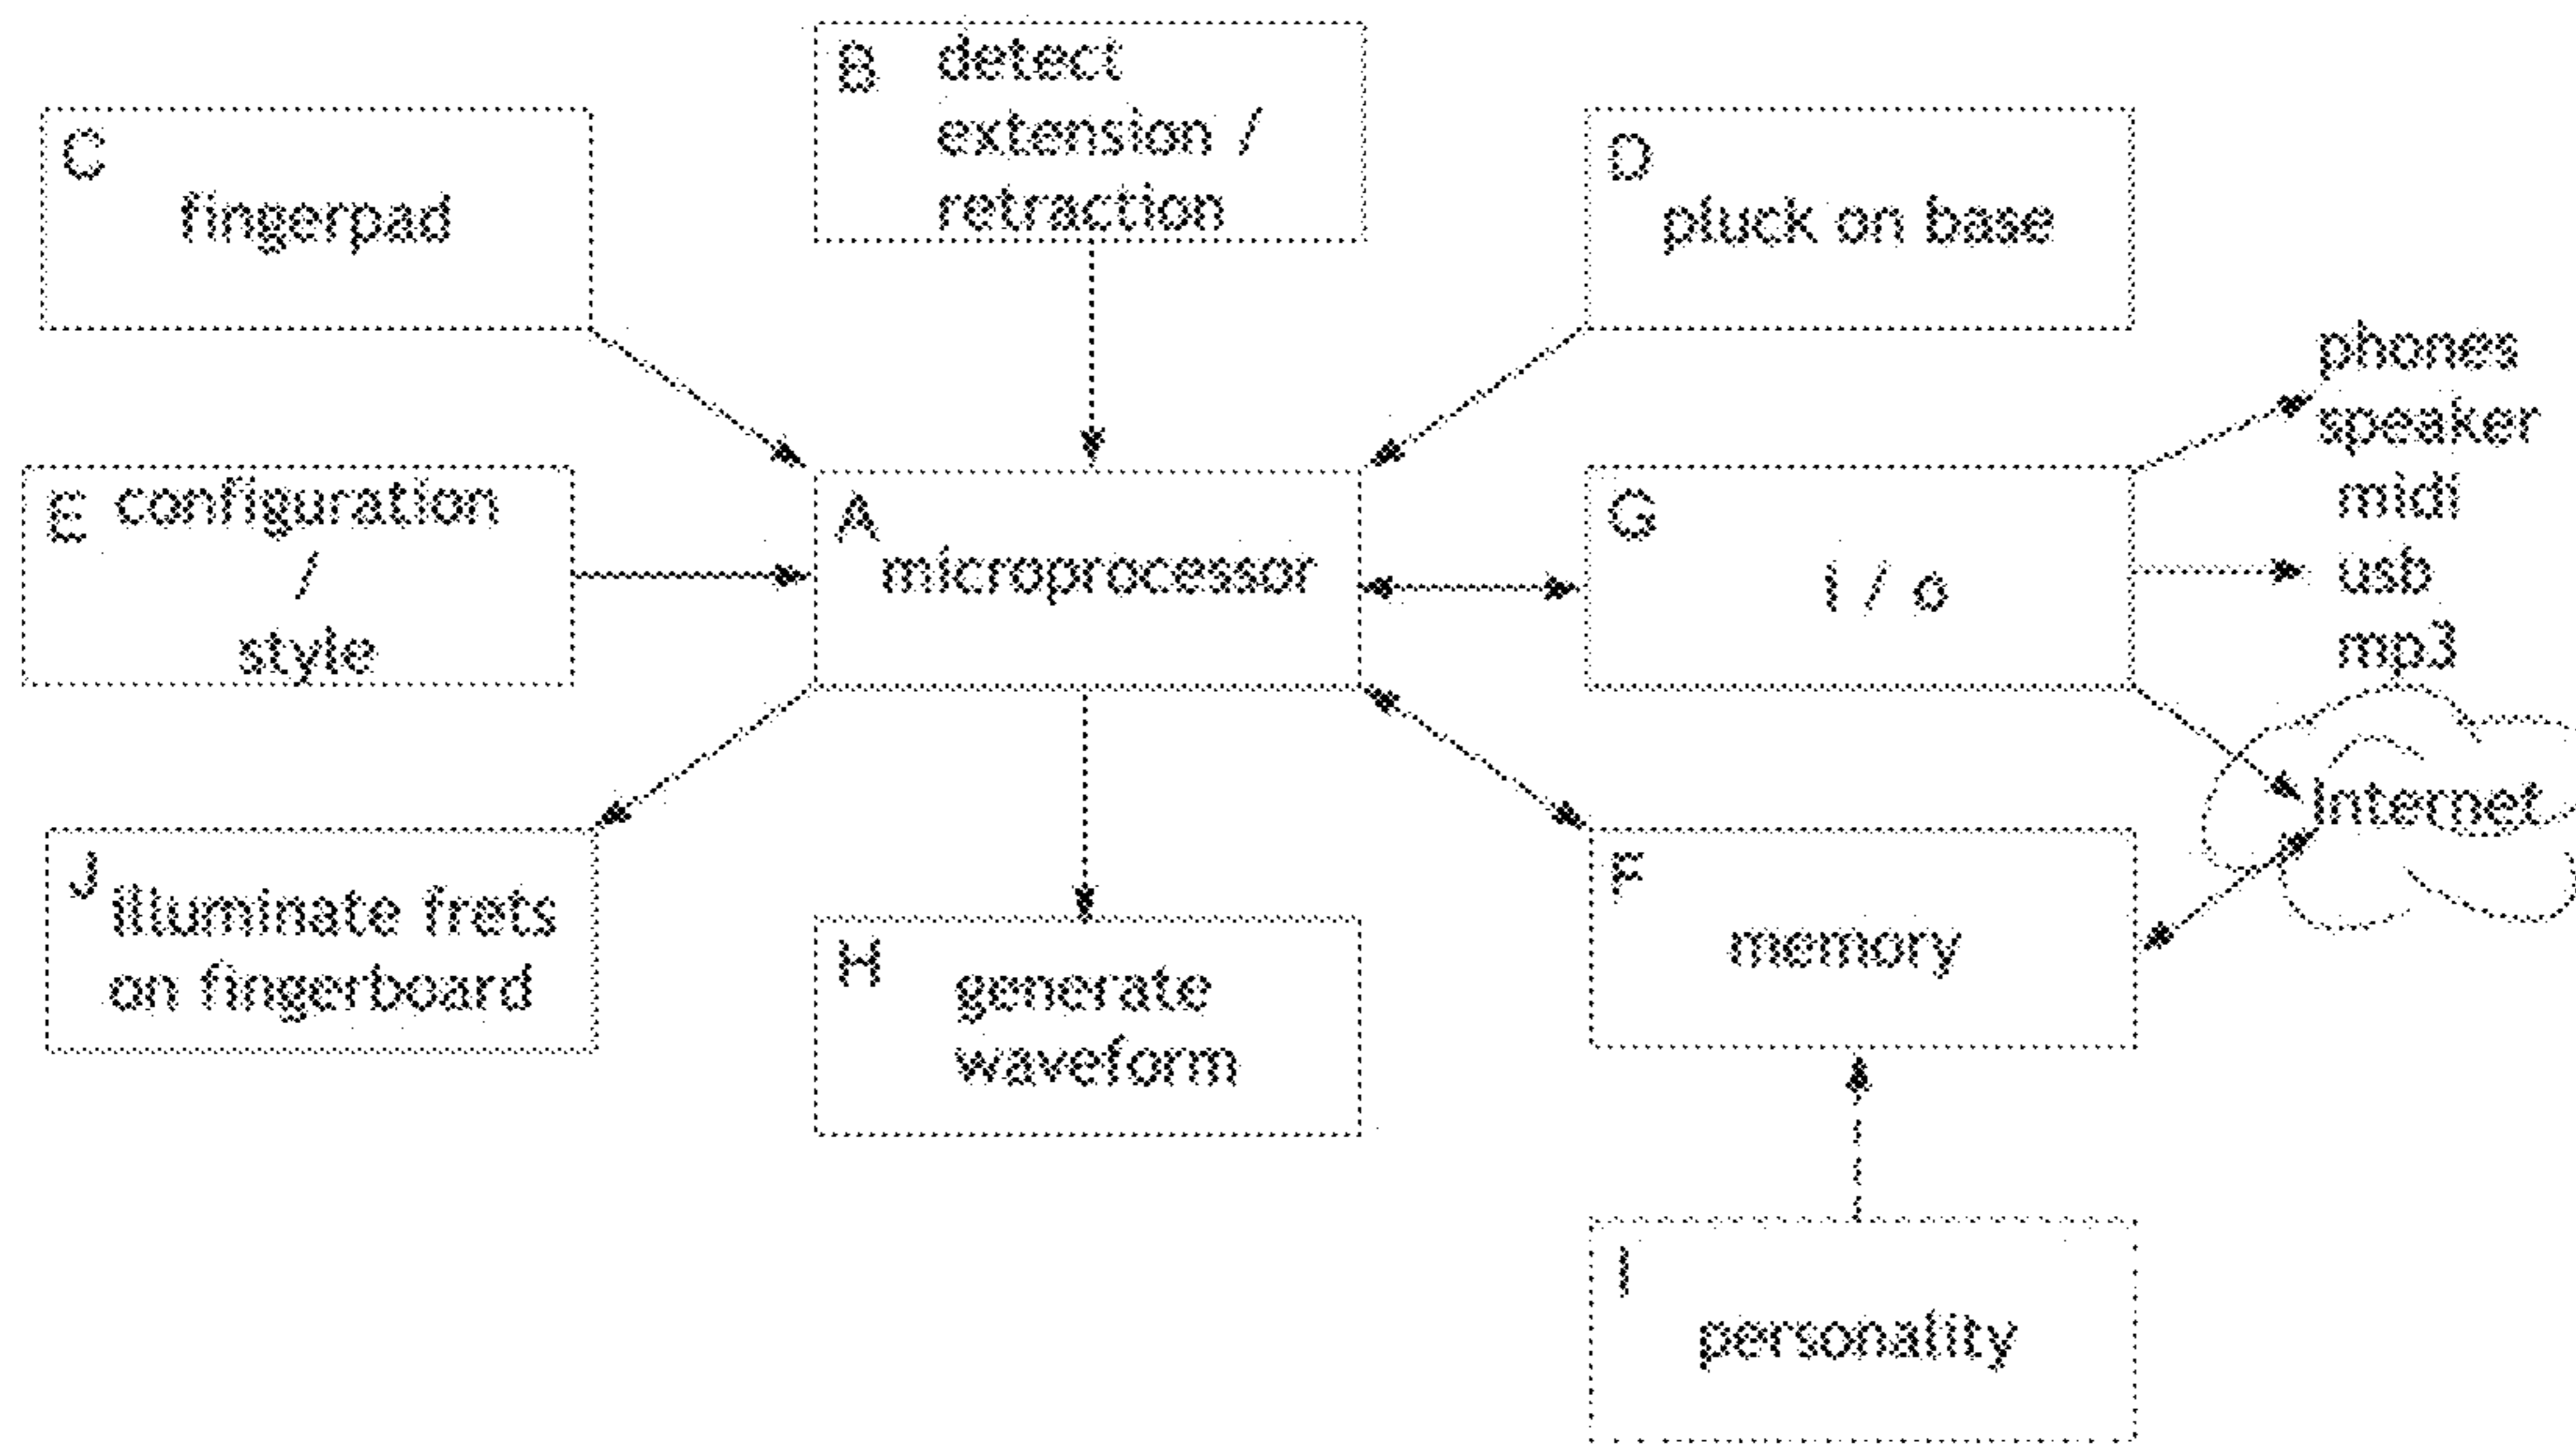 B detect
extension /
retraction
C
fingerpad
D
pluck on base
phones
speaker
midi
usb
mp3
E configuration
/
style
A
microprocessor
G
i / o
Internet
J
illuminate frets
on fingerboard
H
generate
waveform
F
memory
I
personality